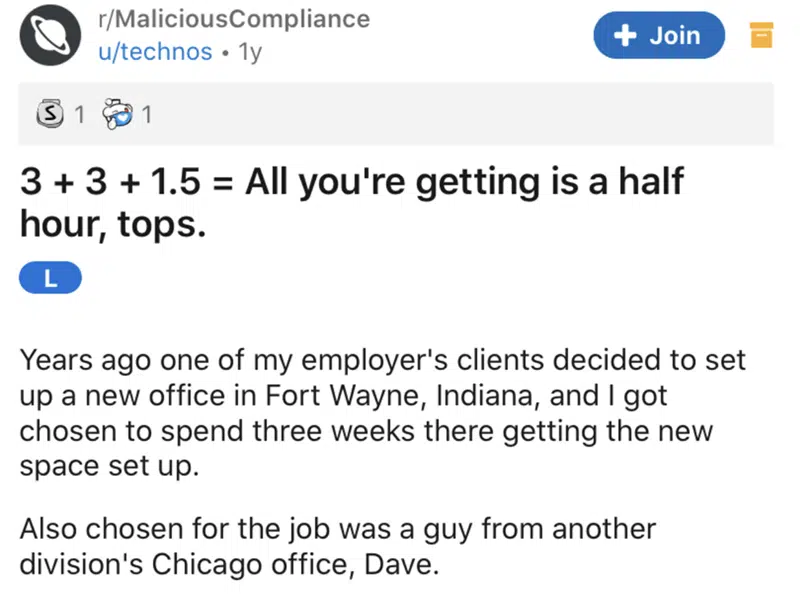 r/MaliciousCompliance
u/technos • 1y
+ Join
S 1 1
3 + 3 + 1.5 = All you're getting is a half
hour, tops.
L
Years ago one of my employer's clients decided to set
up a new office in Fort Wayne, Indiana, and I got
chosen to spend three weeks there getting the new
space set up.
Also chosen for the job was a guy from another
division's Chicago office, Dave.